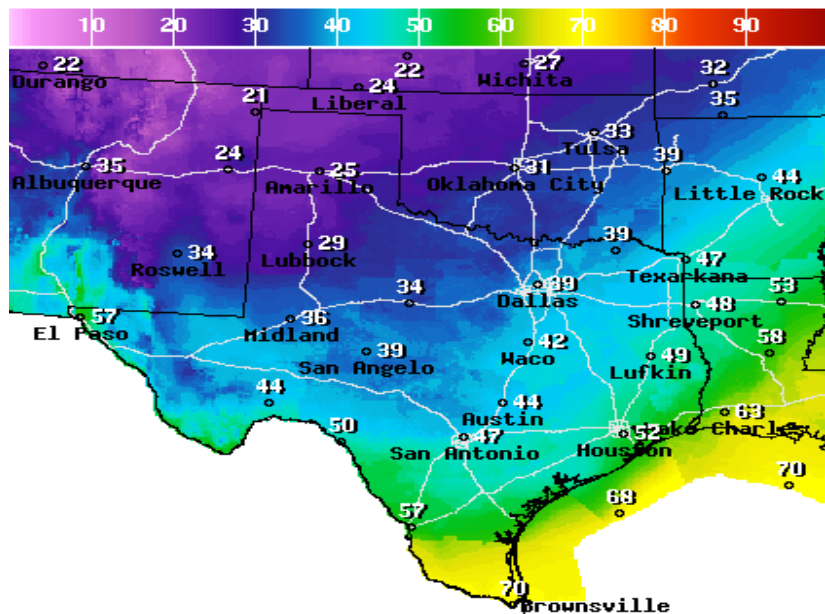 10 20 30 40 50 60 70 80 90
22 22 27 32
Durango Liberal 24 Wichita
21 35
33
Tulsa
35 24 25 31 39 44
Albuquerque Amarillo Oklahoma City Little Rock
34 29 39 47
Roswell Lubbock Texarkana
34 39 53
Dallas 48
57 36 Shreveport
El Paso Midland
39 42 49 58
San Angelo Waco Lufkin
44 44 63
Austin Lake Charles
50 47 52
San Antonio Houston
70
57 68
70
Brownsville